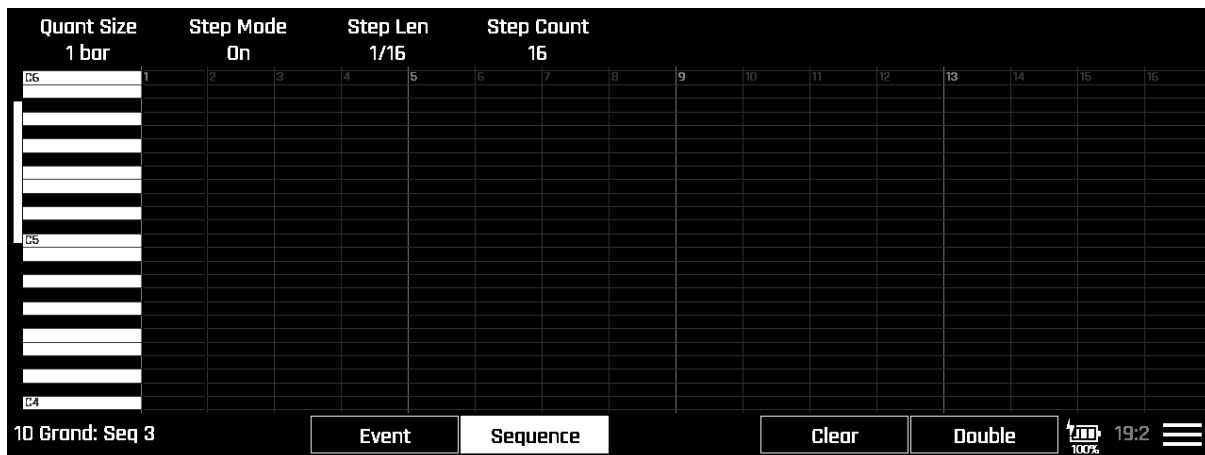 Quant Size Step Mode Step Len Step Count
1 bar On 1/16 16
C6 1 2 3 4 5 6 7 8 9 10 11 12 13 14 15 16
C5
C4
10 Grand: Seq 3 Event Sequence Clear Double 100% 19:2